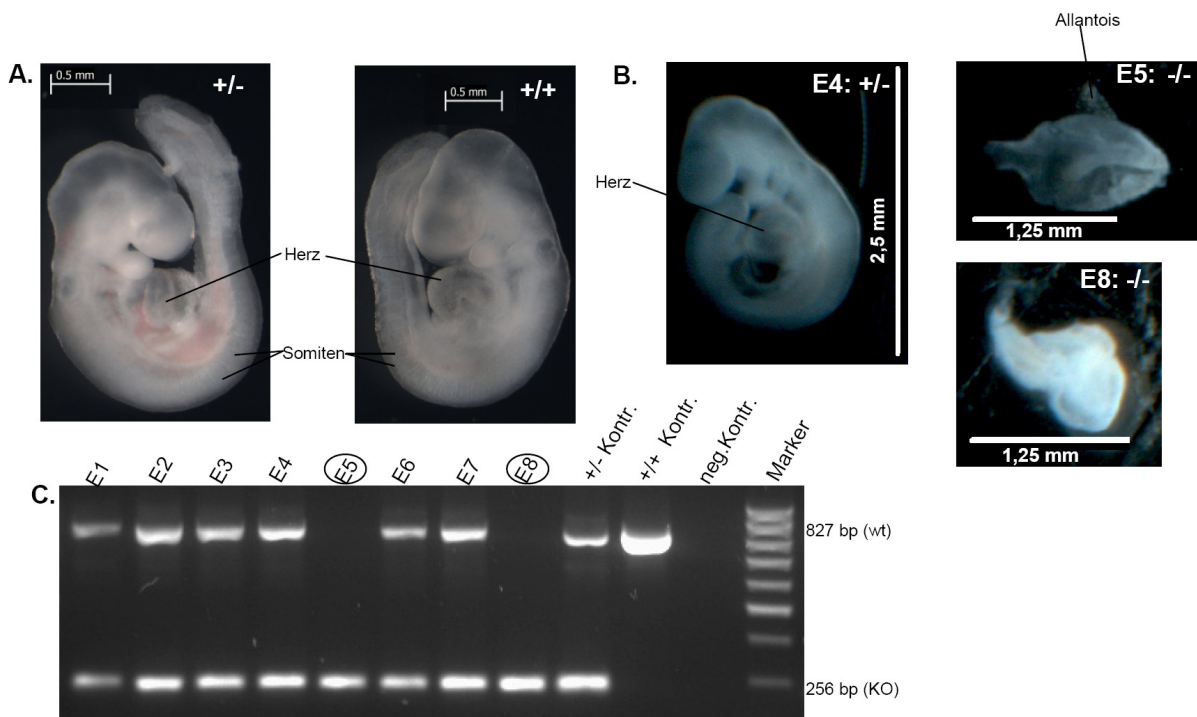 A.
0.5 mm
+/-
0.5 mm
+/+
Herz
Somiten
B.
E4: +/-
Herz
2,5 mm
Allantois
E5: -/-
1,25 mm
E8: -/-
1,25 mm
C.
E1
E2
E3
E4
E5
E6
E7
E8
+/- Kontr.
+/+ Kontr.
neg.Kontr.
Marker
827 bp (wt)
256 bp (KO)